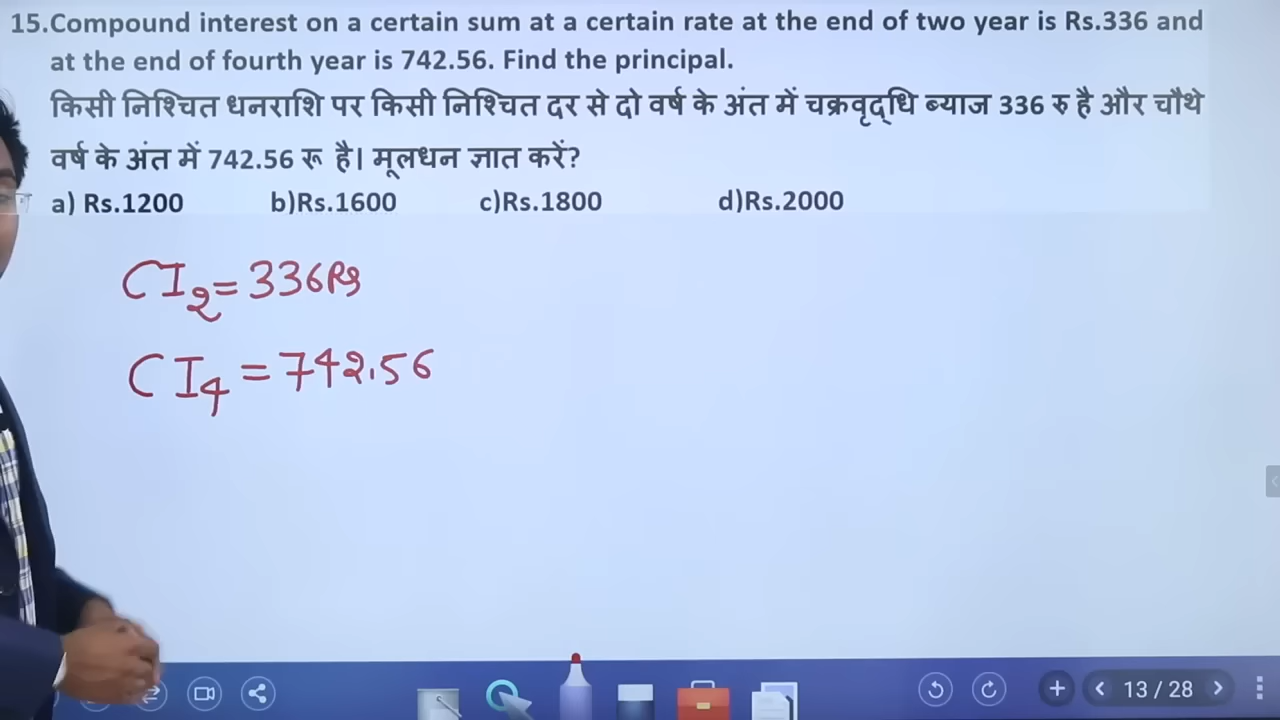 15.Compound interest on a certain sum at a certain rate at the end of two year is Rs.336 and
at the end of fourth year is 742.56. Find the principal.
किसी निश्चित धनराशि पर किसी निश्चित दर से दो वर्ष के अंत में चक्रवृद्धि ब्याज 336 रु है और चौथे
वर्ष के अंत में 742.56 रू है। मूलधन ज्ञात करें?
a) Rs.1200 b)Rs.1600 c)Rs.1800 d)Rs.2000
CI2=336Rs
CI4=742.56
13 / 28